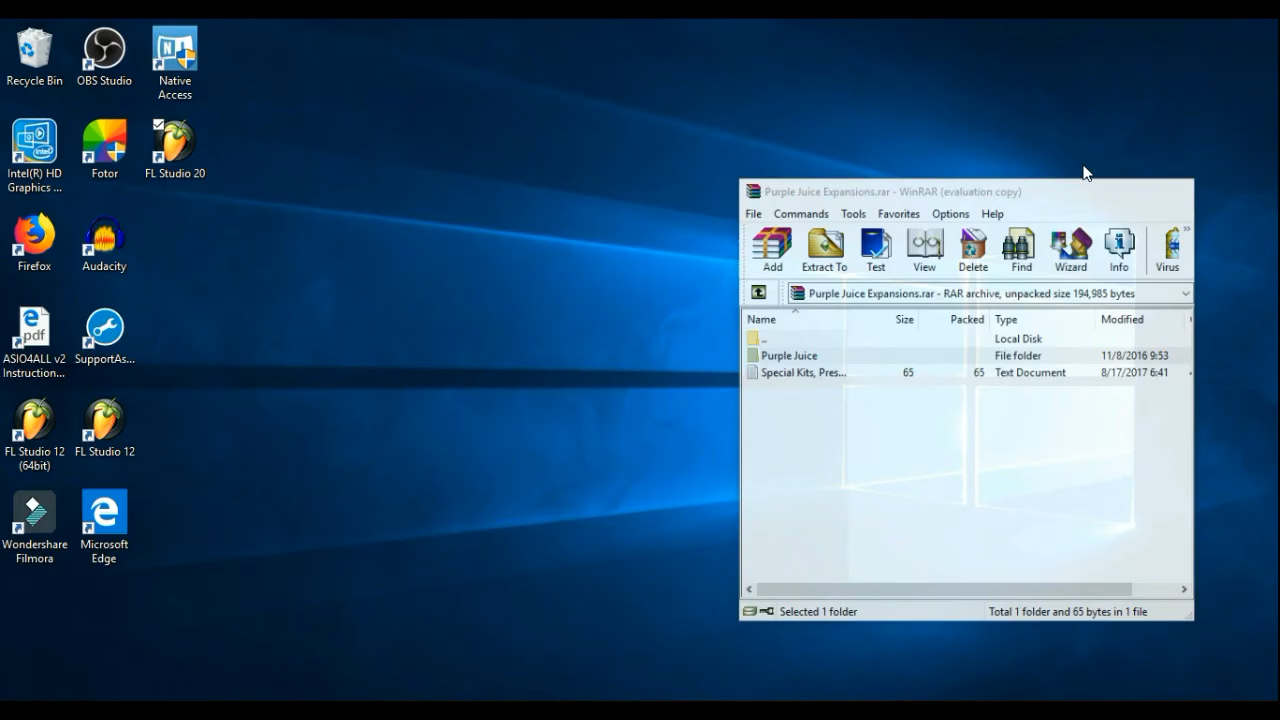 Recycle Bin
OBS Studio
Native
Access
Intel(R) HD
Graphics ...
Fotor
FL Studio 20
Firefox
Audacity
ASIO4ALL v2
Instruction...
SupportAs...
FL Studio 12
(64bit)
FL Studio 12
Wondershare
Filmora
Microsoft
Edge
Purple Juice Expansions.rar - WinRAR (evaluation copy)
File Commands Tools Favorites Options Help
Add Extract To Test View Delete Find Wizard Info Virus
Purple Juice Expansions.rar - RAR archive, unpacked size 194,985 bytes
Name Size Packed Type Modified
.. Local Disk
Purple Juice File folder 11/8/2016 9:53
Special Kits, Pres... 65 65 Text Document 8/17/2017 6:41
Selected 1 folder Total 1 folder and 65 bytes in 1 file